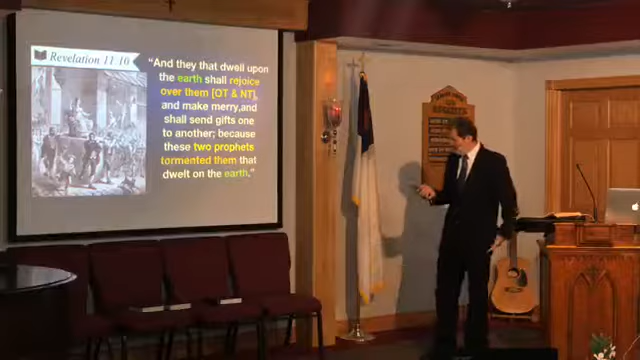 Revelation 11:10
"And they that dwell upon
the earth shall rejoice
over them [OT & NT],
and make merry,and
shall send gifts one
to another; because
these two prophets
tormented them that
dwelt on the earth."